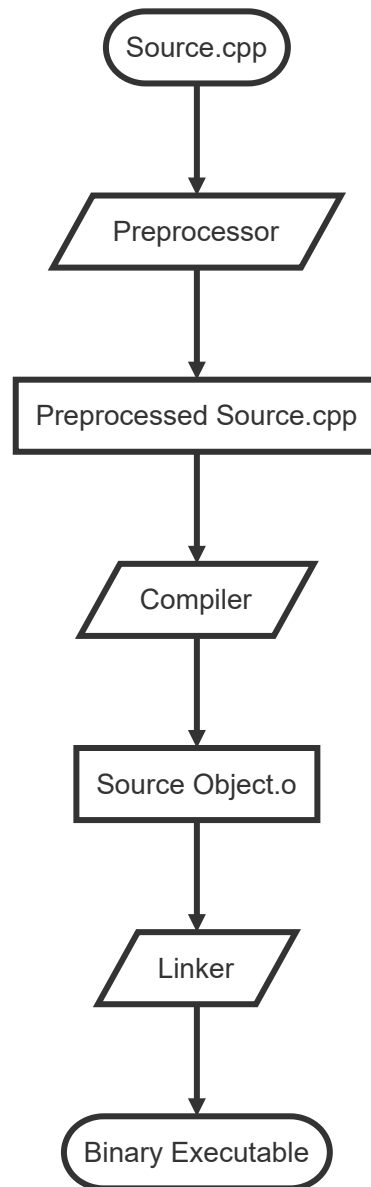 Source.cpp
Preprocessor
Preprocessed Source.cpp
Compiler
Source Object.o
Linker
Binary Executable